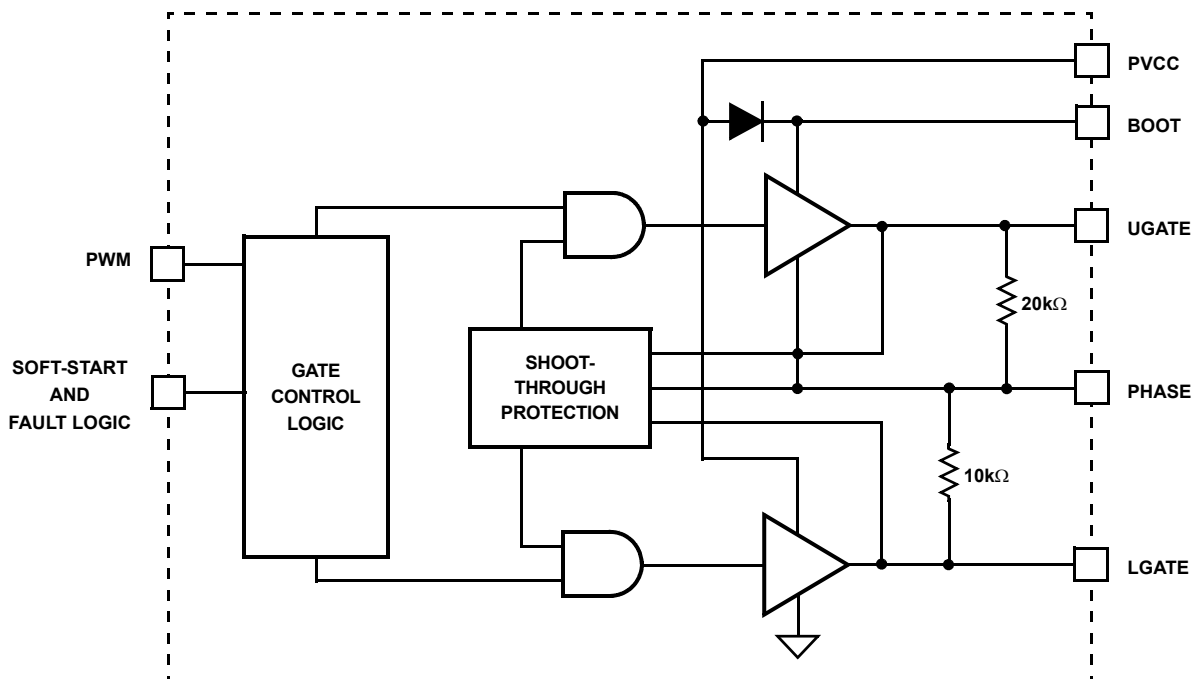 PVCC
BOOT
UGATE
PWM
20kΩ
SOFT-START
AND
FAULT LOGIC
GATE
CONTROL
LOGIC
SHOOT-
THROUGH
PROTECTION
PHASE
10kΩ
LGATE